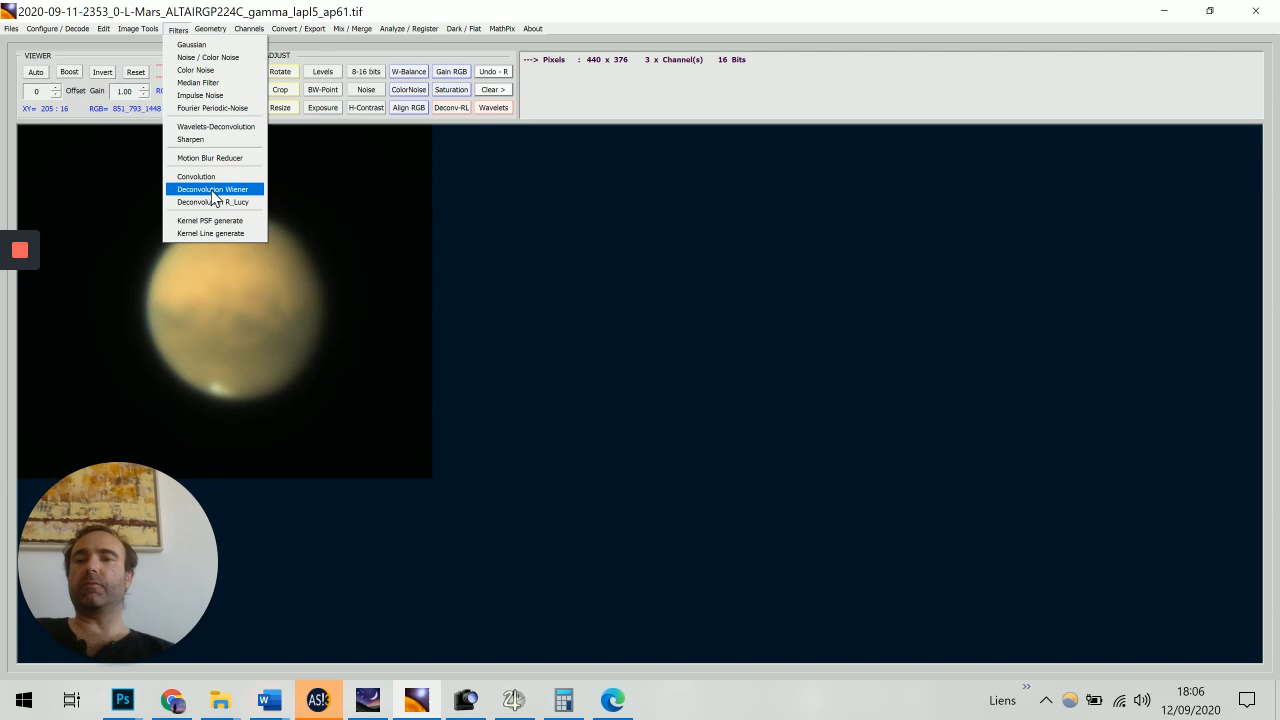 2020-09-11-2353_0-L-Mars_ALTAIRGP224C_gamma_lapl5_ap61.tif
Files Configure / Decode Edit Image Tools Filters Geometry Channels Convert / Export Mix / Merge Analyze / Register Dark / Flat MathPix About
VIEWER
Auto Boost Invert Reset
0 Offset Gain 1.00
XY= 205 : 16 RGB= 851_793_1448
Gaussian
Noise / Color Noise
Color Noise
Median Filter
Impulse Noise
Fourier Periodic-Noise
Wavelets-Deconvolution
Sharpen
Motion Blur Reducer
Convolution
Deconvolution Wiener
R_Lucy
Kernel PSF generate
Kernel Line generate
Rotate Levels 8-16 bits W-Balance Gain RGB Undo - R
Crop BW-Point Noise ColorNoise Saturation Clear >
Resize Exposure H-Contrast Align RGB Deconv-RL Wavelets
---> Pixels : 440 x 376 3 x Channel(s) 16 Bits
Ps
W
AS!3
Liens
18:06
12/09/2020